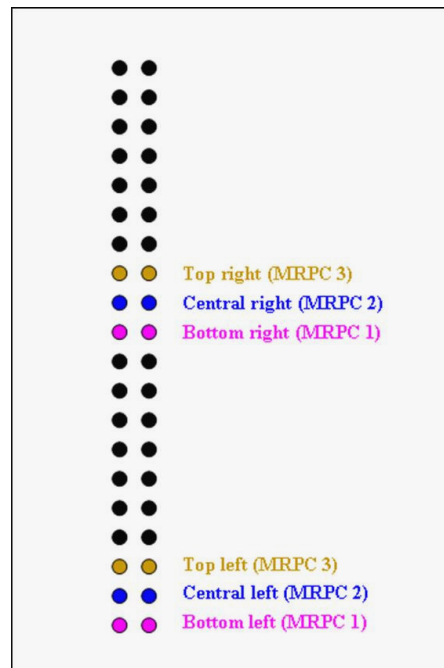 Top right (MRPC 3)
Central right (MRPC 2)
Bottom right (MRPC 1)
Top left (MRPC 3)
Central left (MRPC 2)
Bottom left (MRPC 1)